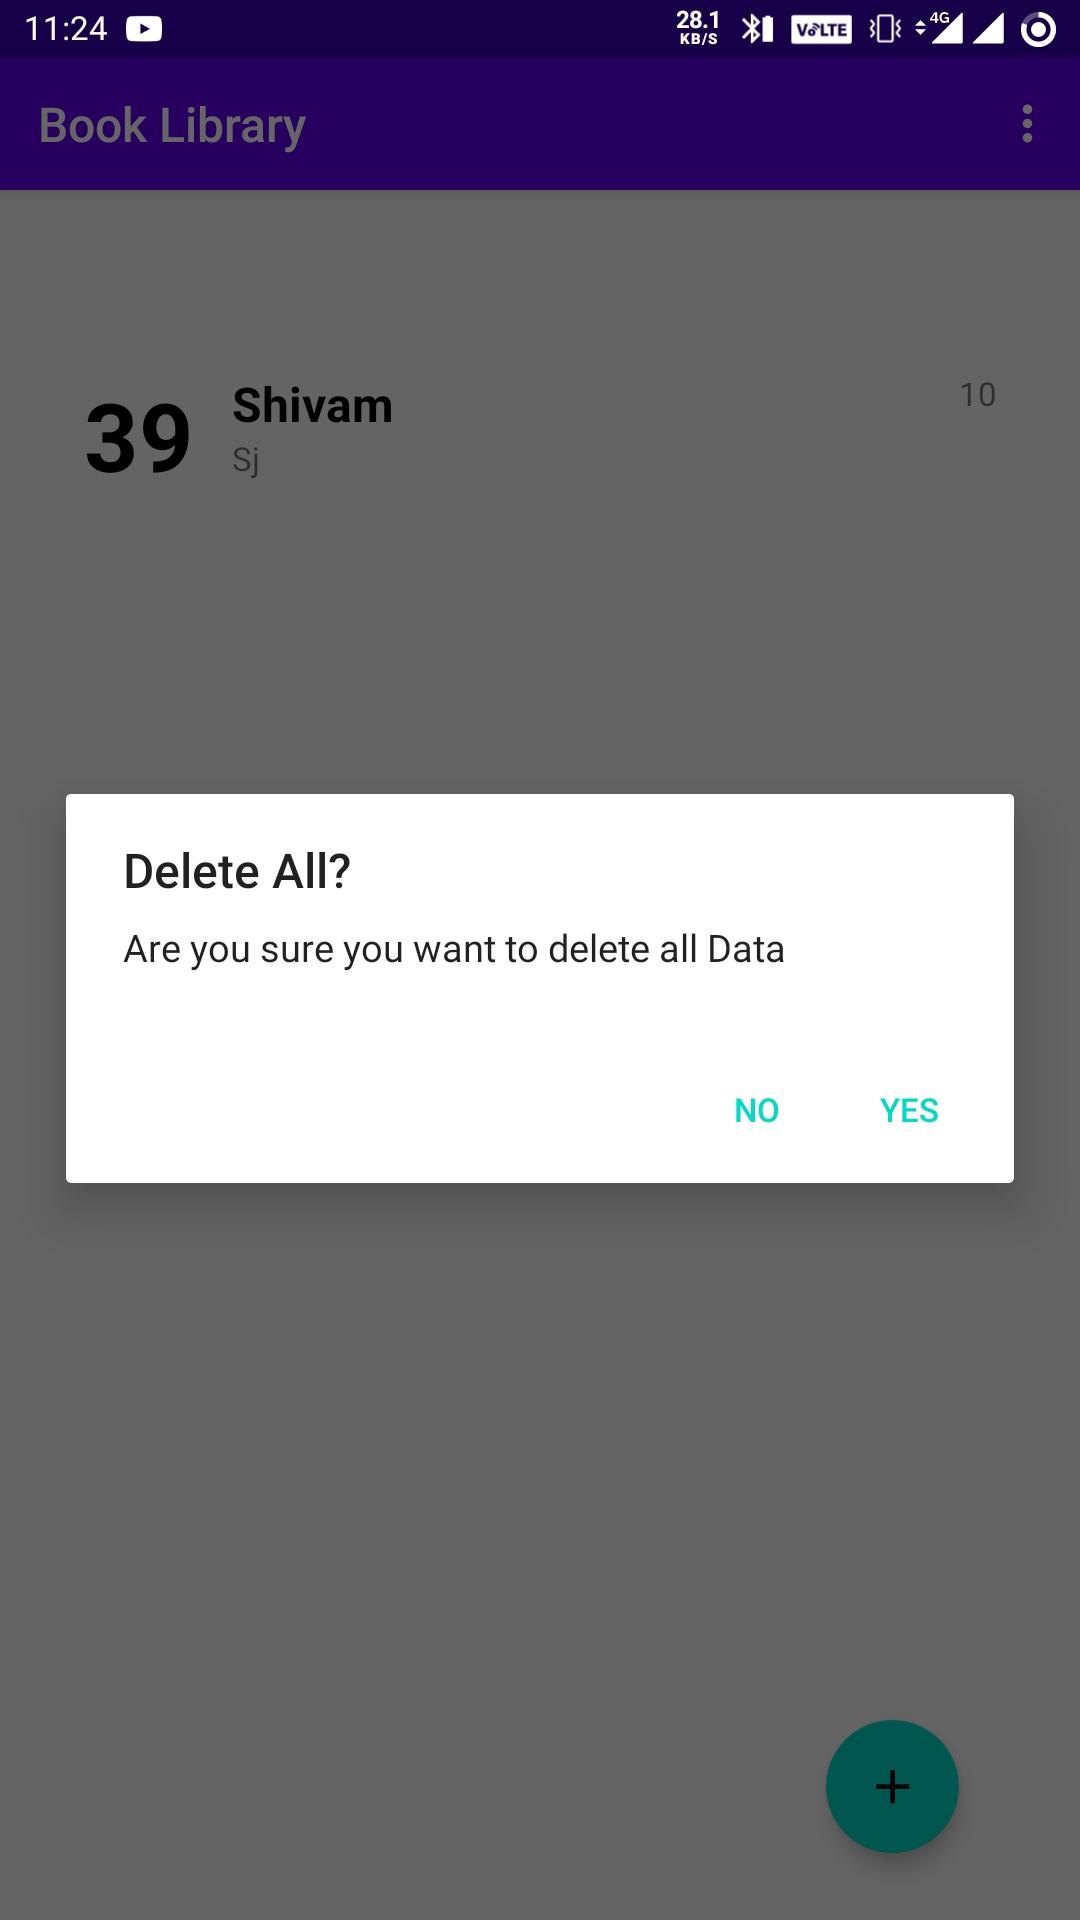 11:24
28.1
KB/S
VoLTE
4G
Book Library
39
Shivam
10
Sj
Delete All?
Are you sure you want to delete all Data
NO
YES